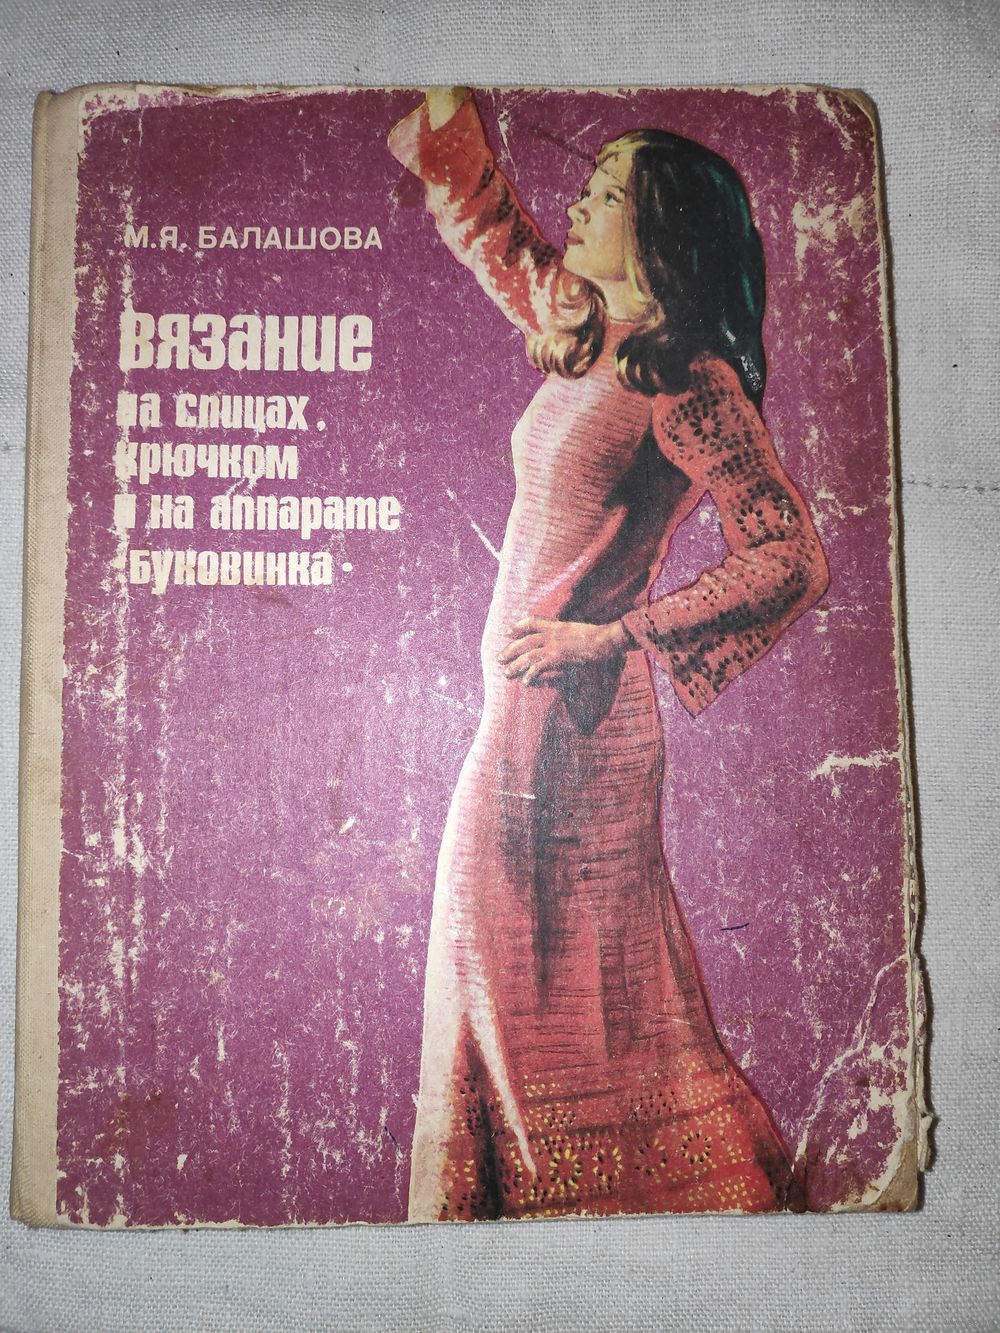 М.Я. БАЛАШОВА
вязание
на спицах,
крючком
и на аппарате
"Буковинка"